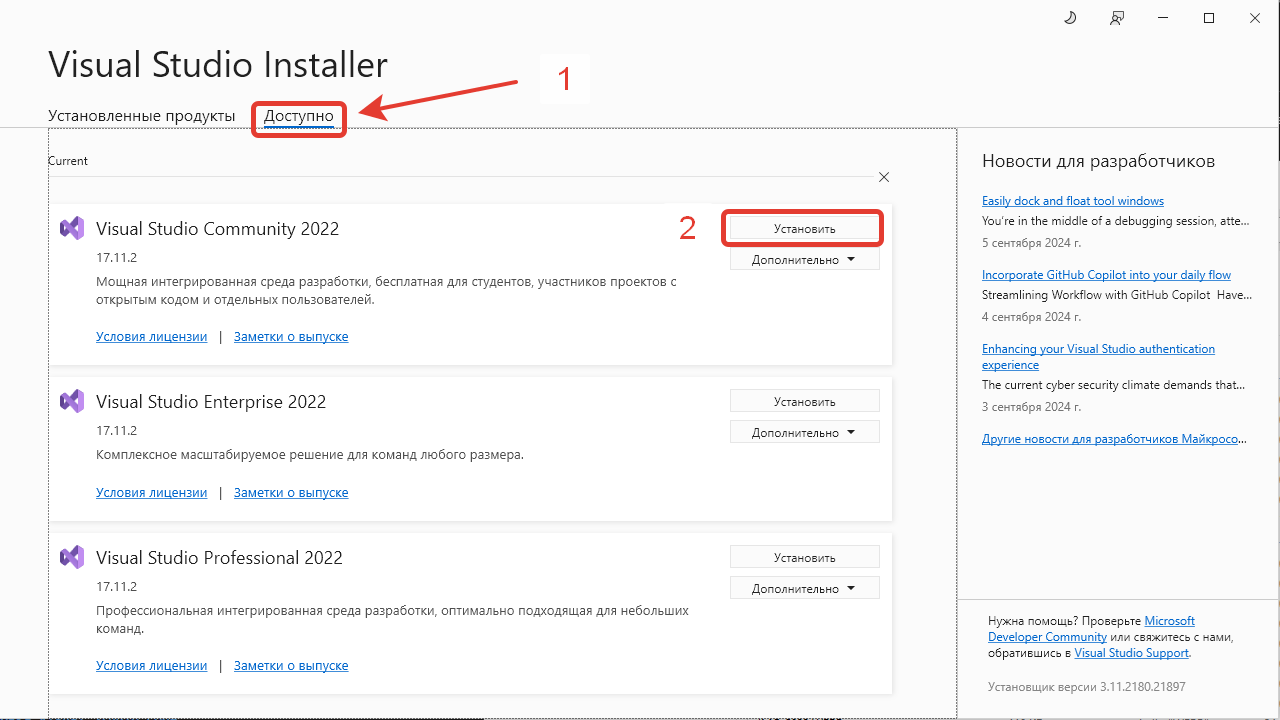 Visual Studio Installer
1
Установленные продукты
Доступно
Current
Visual Studio Community 2022
2
Установить
17.11.2
Дополнительно
Мощная интегрированная среда разработки, бесплатная для студентов, участников проектов с
открытым кодом и отдельных пользователей.
Условия лицензии | Заметки о выпуске
Visual Studio Enterprise 2022
Установить
17.11.2
Дополнительно
Комплексное масштабируемое решение для команд любого размера.
Условия лицензии | Заметки о выпуске
Visual Studio Professional 2022
Установить
17.11.2
Дополнительно
Профессиональная интегрированная среда разработки, оптимально подходящая для небольших
команд.
Условия лицензии | Заметки о выпуске
Новости для разработчиков
Easily dock and float tool windows
You're in the middle of a debugging session, atte...
5 сентября 2024 г.
Incorporate GitHub Copilot into your daily flow
Streamlining Workflow with GitHub Copilot Have...
4 сентября 2024 г.
Enhancing your Visual Studio authentication
experience
The current cyber security climate demands that...
3 сентября 2024 г.
Другие новости для разработчиков Майкросо...
Нужна помощь? Проверьте Microsoft
Developer Community или свяжитесь с нами,
обратившись в Visual Studio Support.
Установщик версии 3.11.2180.21897